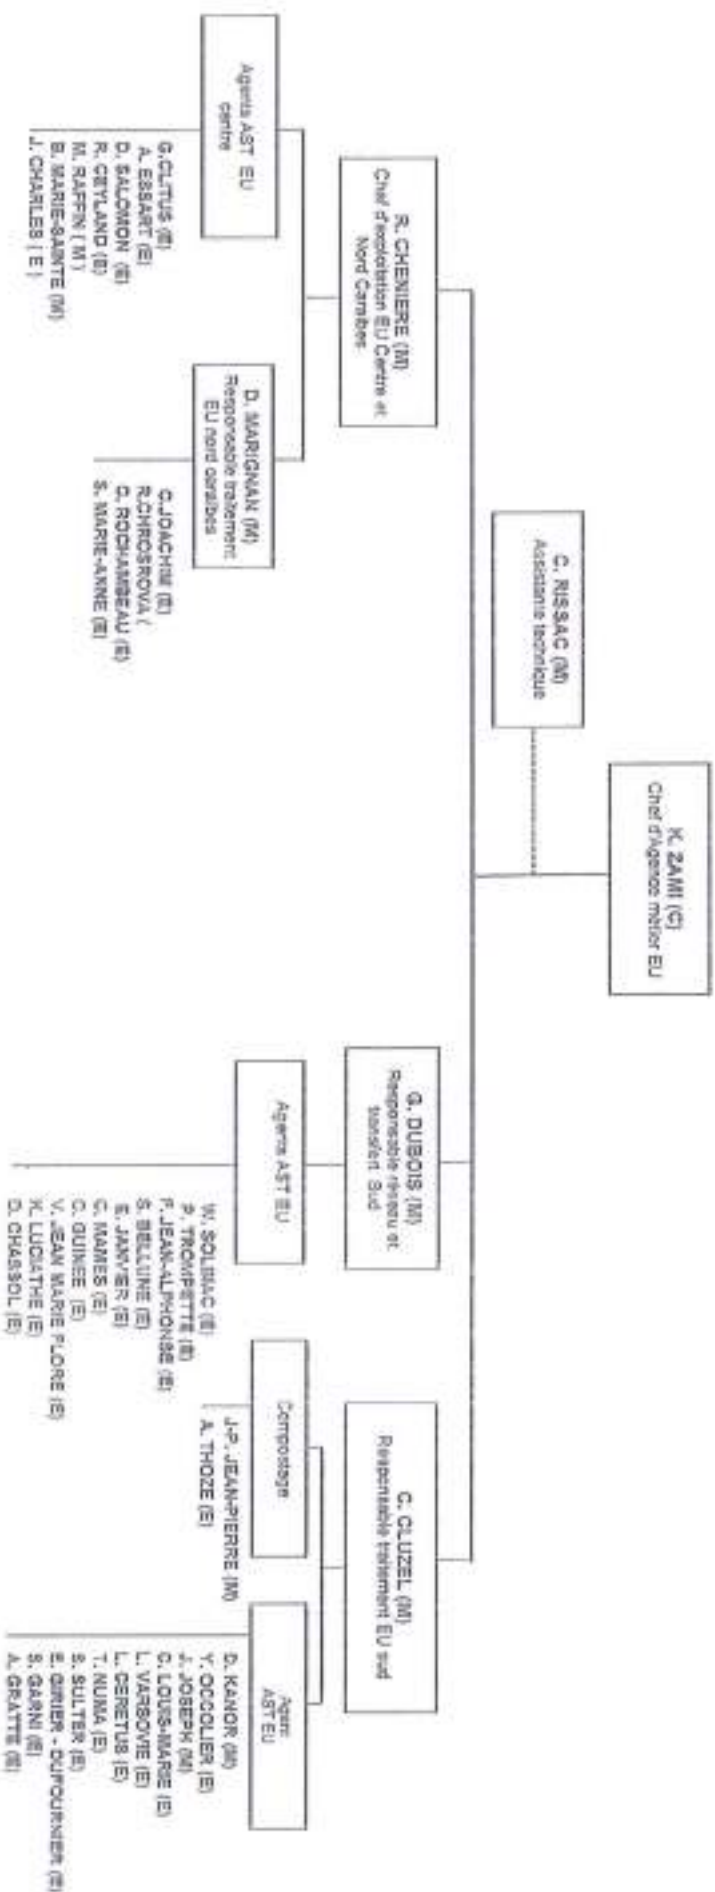 K. ZAMI (C)
Chef d'Agence métier EU
C. RISSAC (M)
Assistante technique
R. CHENIERE (M)
Chef d'exploitation EU Centre et
Nord Caraïbes
G. DUBOIS (M)
Responsable réseau et
transfert Sud
C. CLUZEL (M)
Responsable traitement EU sud
Agents AST EU
centre
D. MARIGNAN (M)
Responsable traitement
EU nord caraïbes
Agents AST EU
Compostage
Agent
AST EU
G.CLITUS (E)
A. ESSART (E)
D. SALOMON (E)
R. CEYLAND (E)
M. RAFFIN ( M )
B. MARIE-SAINTE (M)
J. CHARLES ( E )
C.JOACHIM (E)
R.CHROSROVA (
C. ROCHAMBEAU (E)
S. MARIE-ANNE (E)
W. SOLIMAC (E)
P. TROMPETTE (E)
F. JEAN-ALPHONSE (E)
S. BELLUNE (E)
E. JANVIER (E)
C. MAMES (E)
C. GUINEE (E)
V. JEAN MARIE FLORE (E)
K. LUCIATHE (E)
D. CHASSOL (E)
J-P. JEAN-PIERRE (M)
A. THOZE (E)
D. KANOR (M)
Y. OCCOLIER (E)
J. JOSEPH (M)
C. LOUIS-MARIE (E)
L. VARSOVIE (E)
L. CERETUS (E)
T. NUMA (E)
S. SULTER (E)
E. GIRIER - DUFOURNIER (E)
S. GARNI (E)
A. GRATTE (E)